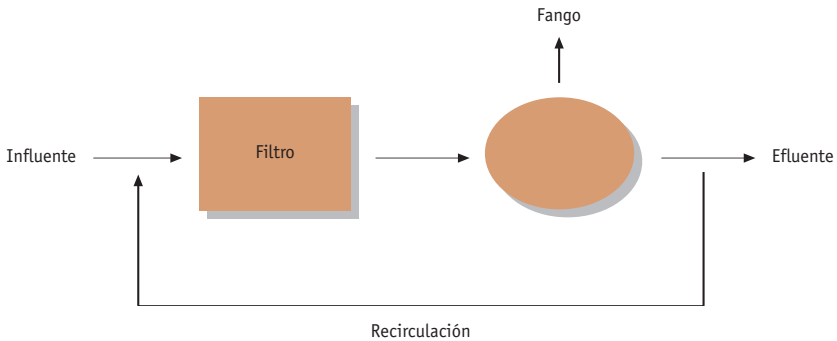 Fango
Influente
Filtro
Efluente
Recirculación